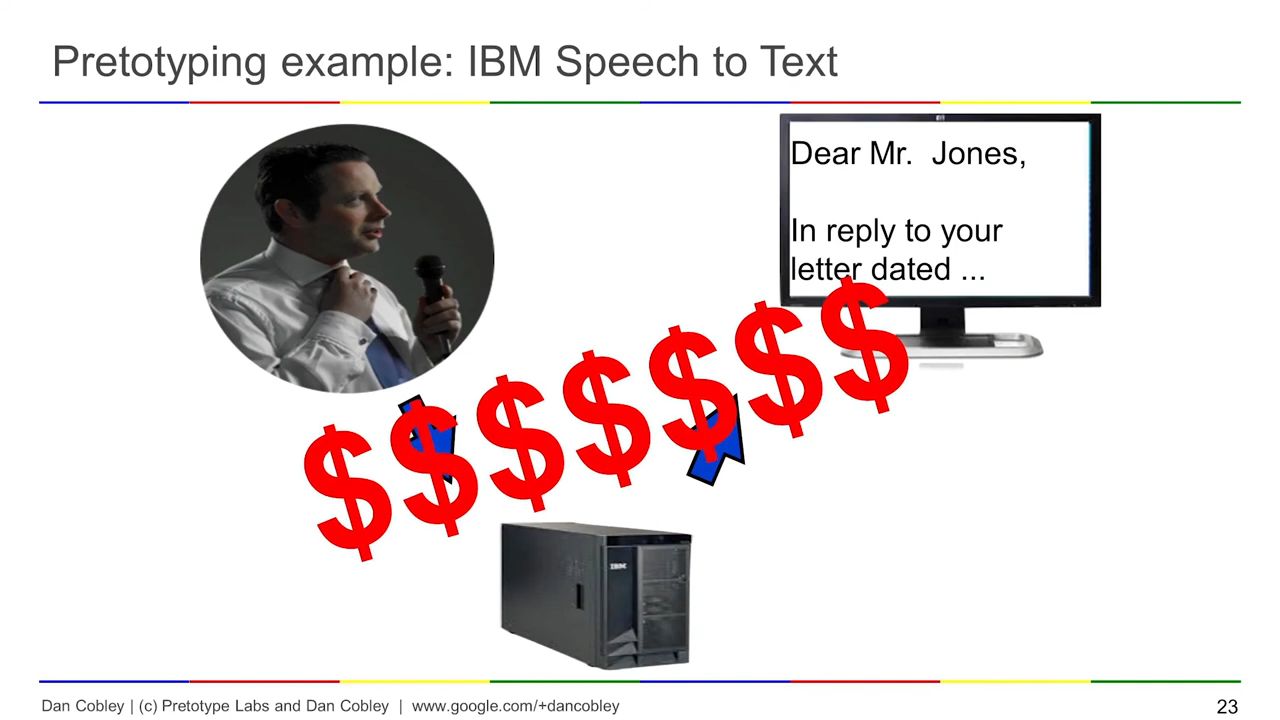 Pretotyping example: IBM Speech to Text
Dear Mr. Jones,
In reply to your
letter dated ...
$$$$$$$
IBM
Dan Cobley | (c) Pretotype Labs and Dan Cobley | www.google.com/+dancobley
23